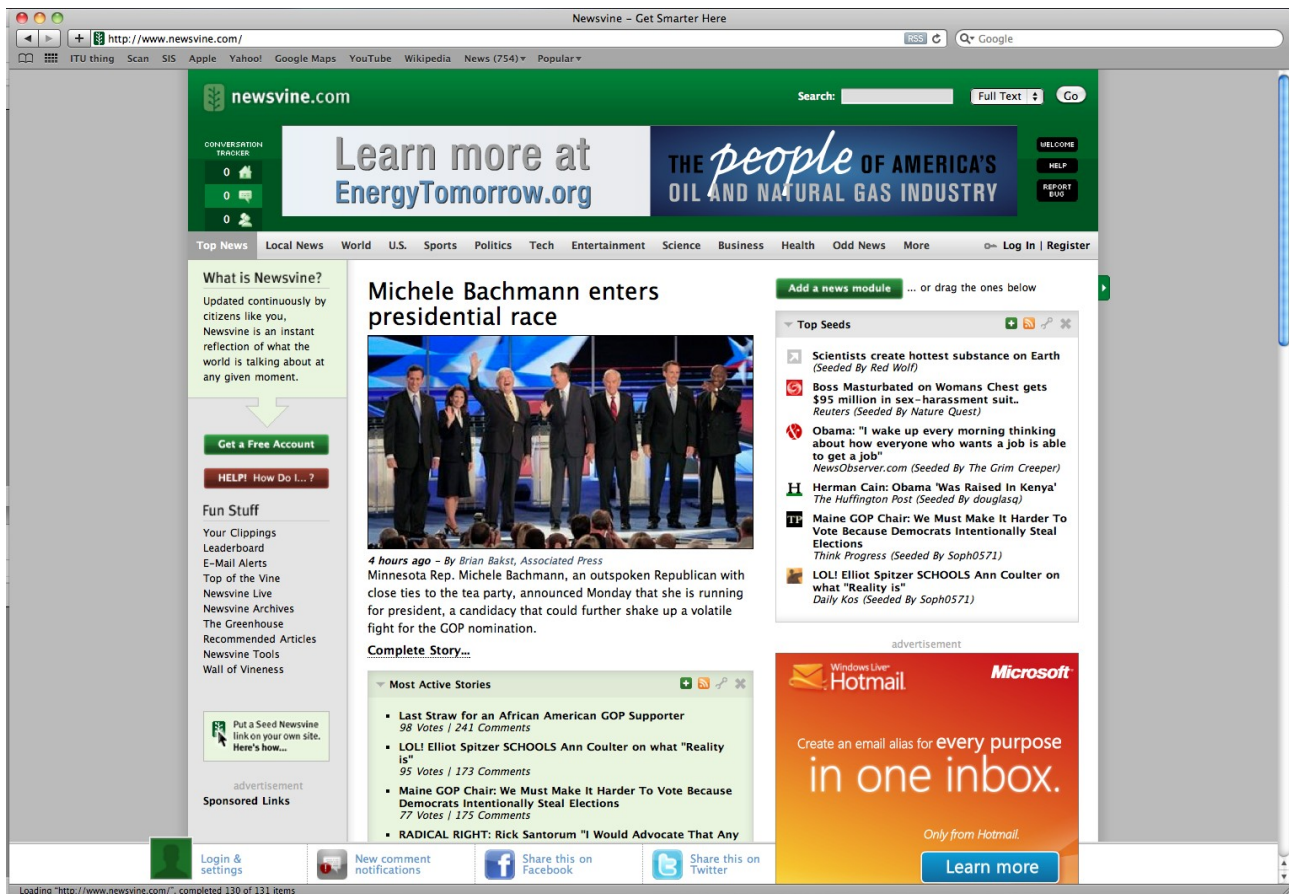 Newsvine – Get Smarter Here
http://www.newsvine.com/
RSS
Google
ITU thing Scan SIS Apple Yahoo! Google Maps YouTube Wikipedia News (754) Popular
newsvine.com
Search:
Full Text
Go
CONVERSATION
TRACKER
0
0
0
Learn more at
EnergyTomorrow.org
THE people OF AMERICA'S
OIL AND NATURAL GAS INDUSTRY
WELCOME
HELP
REPORT
BUG
Top News Local News World U.S. Sports Politics Tech Entertainment Science Business Health Odd News More Log In | Register
What is Newsvine?
Updated continuously by
citizens like you,
Newsvine is an instant
reflection of what the
world is talking about at
any given moment.
Get a Free Account
HELP! How Do I... ?
Fun Stuff
Your Clippings
Leaderboard
E-Mail Alerts
Top of the Vine
Newsvine Live
Newsvine Archives
The Greenhouse
Recommended Articles
Newsvine Tools
Wall of Vineness
Put a Seed Newsvine
link on your own site.
Here's how...
advertisement
Sponsored Links
Michele Bachmann enters
presidential race
4 hours ago – By Brian Bakst, Associated Press
Minnesota Rep. Michele Bachmann, an outspoken Republican with
close ties to the tea party, announced Monday that she is running
for president, a candidacy that could further shake up a volatile
fight for the GOP nomination.
Complete Story...
Most Active Stories
Last Straw for an African American GOP Supporter
98 Votes | 241 Comments
LOL! Elliot Spitzer SCHOOLS Ann Coulter on what "Reality
is"
95 Votes | 173 Comments
Maine GOP Chair: We Must Make It Harder To Vote Because
Democrats Intentionally Steal Elections
77 Votes | 175 Comments
RADICAL RIGHT: Rick Santorum "I Would Advocate That Any
Add a news module ... or drag the ones below
Top Seeds
Scientists create hottest substance on Earth
(Seeded By Red Wolf)
Boss Masturbated on Womans Chest gets
$95 million in sex-harassment suit..
Reuters (Seeded By Nature Quest)
Obama: "I wake up every morning thinking
about how everyone who wants a job is able
to get a job"
NewsObserver.com (Seeded By The Grim Creeper)
H
Herman Cain: Obama 'Was Raised In Kenya'
The Huffington Post (Seeded By douglasq)
TP
Maine GOP Chair: We Must Make It Harder To
Vote Because Democrats Intentionally Steal
Elections
Think Progress (Seeded By Soph0571)
LOL! Elliot Spitzer SCHOOLS Ann Coulter on
what "Reality is"
Daily Kos (Seeded By Soph0571)
advertisement
Windows Live
Hotmail
Microsoft
Create an email alias for every purpose
in one inbox.
Only from Hotmail.
Learn more
Login &
settings
New comment
notifications
Share this on
Facebook
Share this on
Twitter
Loading "http://www.newsvine.com/", completed 130 of 131 items